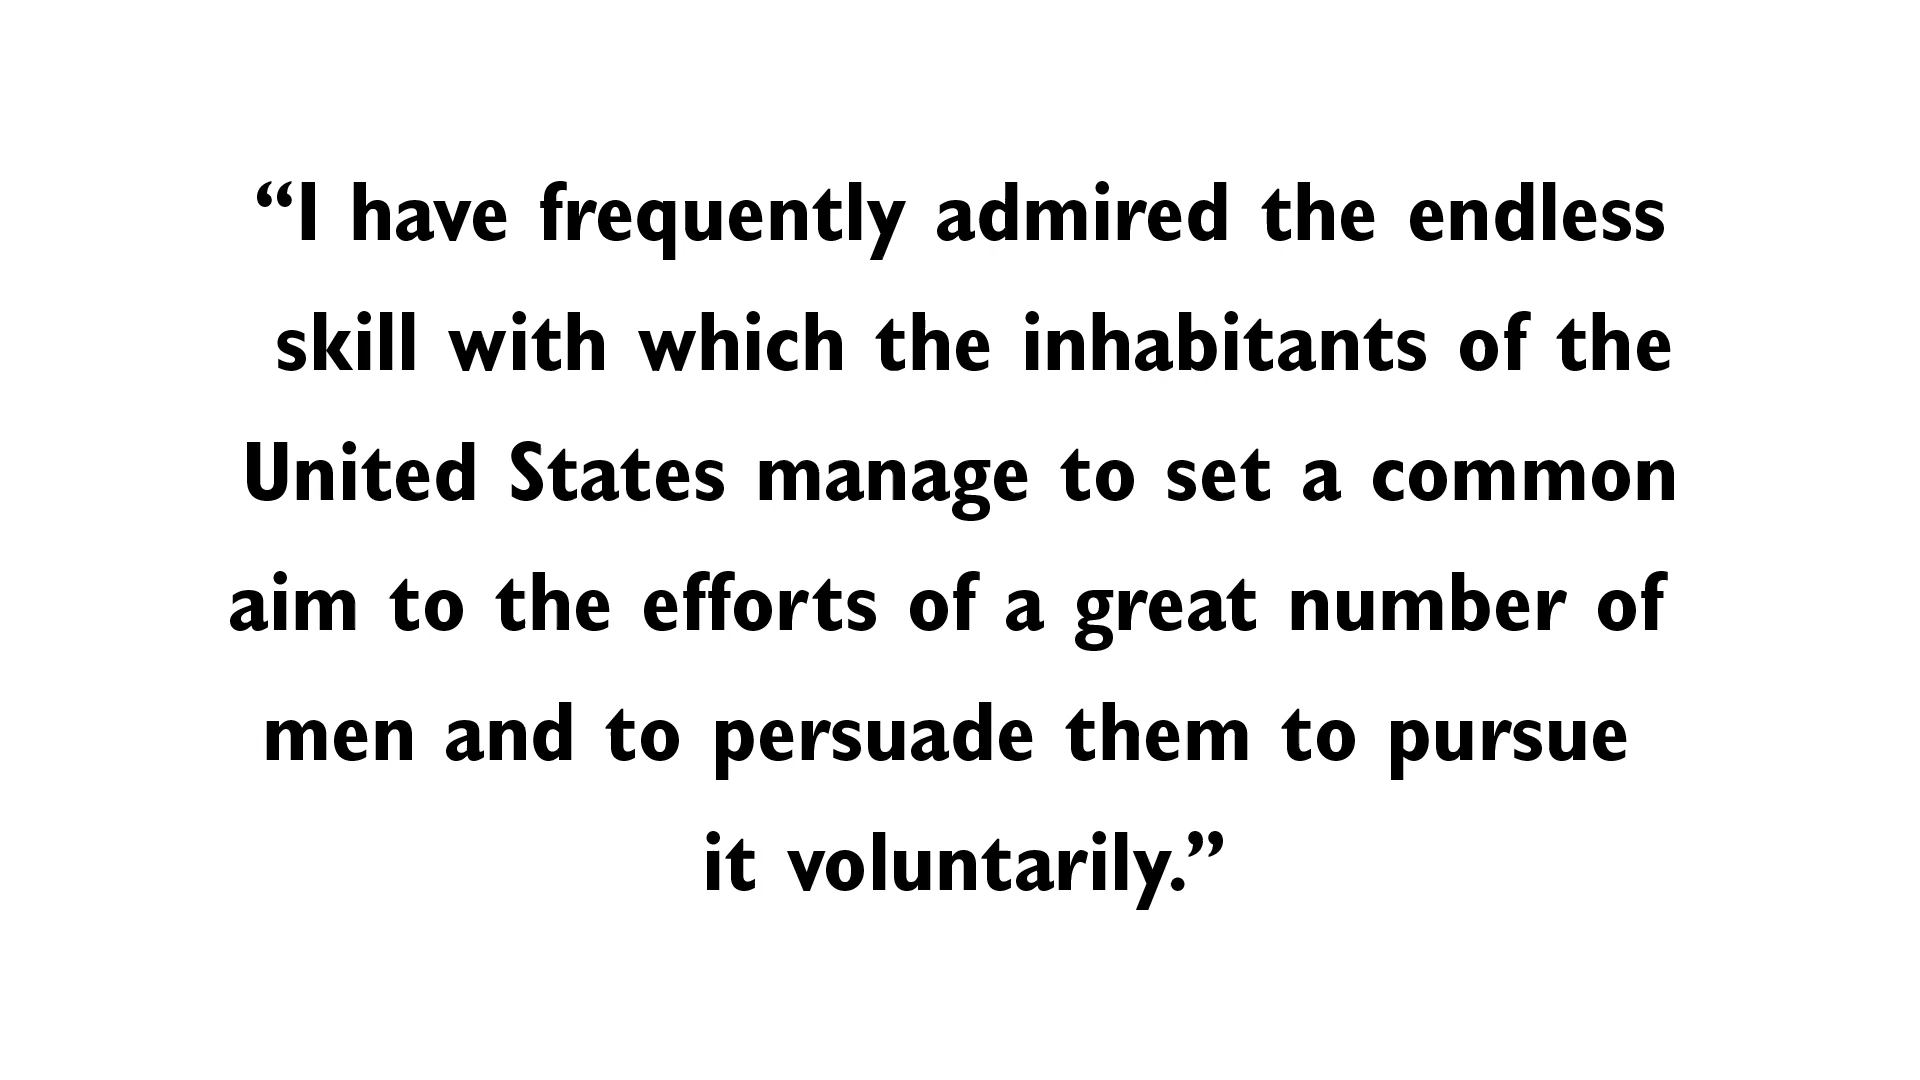 “I have frequently admired the endless
skill with which the inhabitants of the
United States manage to set a common
aim to the efforts of a great number of
men and to persuade them to pursue
it voluntarily.”